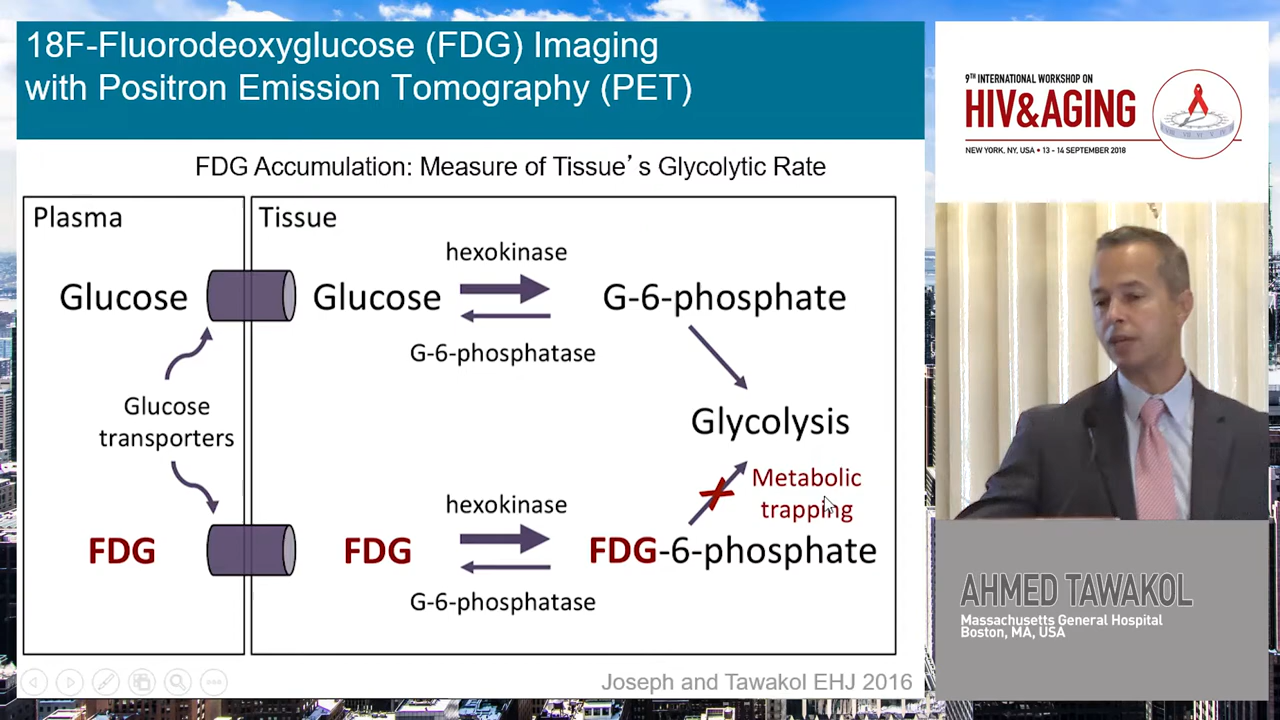 18F-Fluorodeoxyglucose (FDG) Imaging
with Positron Emission Tomography (PET)
FDG Accumulation: Measure of Tissue’s Glycolytic Rate
Plasma
Tissue
hexokinase
Glucose
Glucose
G-6-phosphate
G-6-phosphatase
Glucose
transporters
Glycolysis
Metabolic
trapping
hexokinase
FDG
FDG
FDG-6-phosphate
G-6-phosphatase
Joseph and Tawakol EHJ 2016
9TH INTERNATIONAL WORKSHOP ON
HIV&AGING
NEW YORK, NY, USA • 13 - 14 SEPTEMBER 2018
AHMED TAWAKOL
Massachusetts General Hospital
Boston, MA, USA